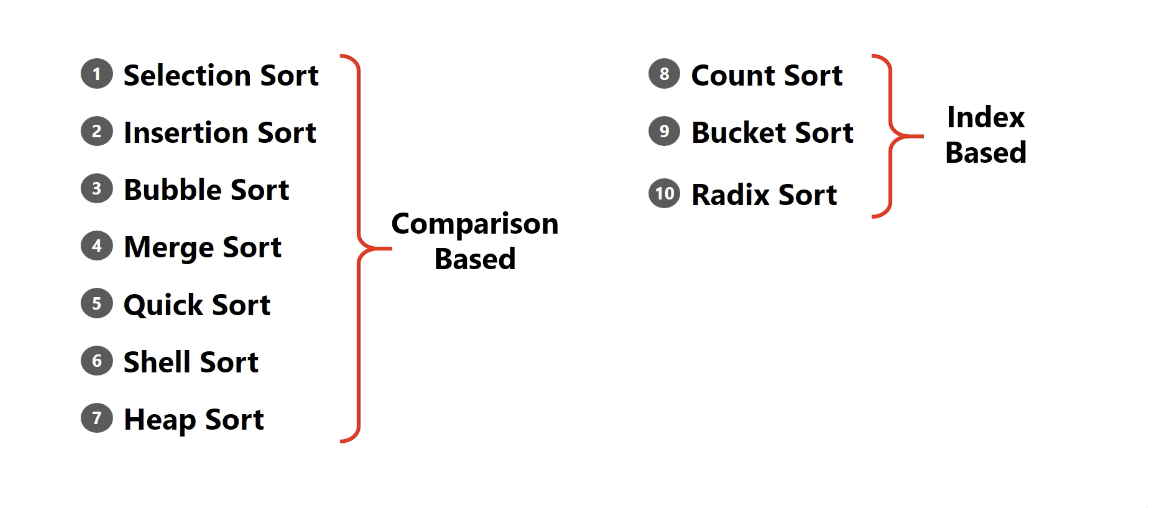 1 Selection Sort
2 Insertion Sort
3 Bubble Sort
4 Merge Sort
5 Quick Sort
6 Shell Sort
7 Heap Sort
Comparison
Based
8 Count Sort
9 Bucket Sort
10 Radix Sort
Index
Based